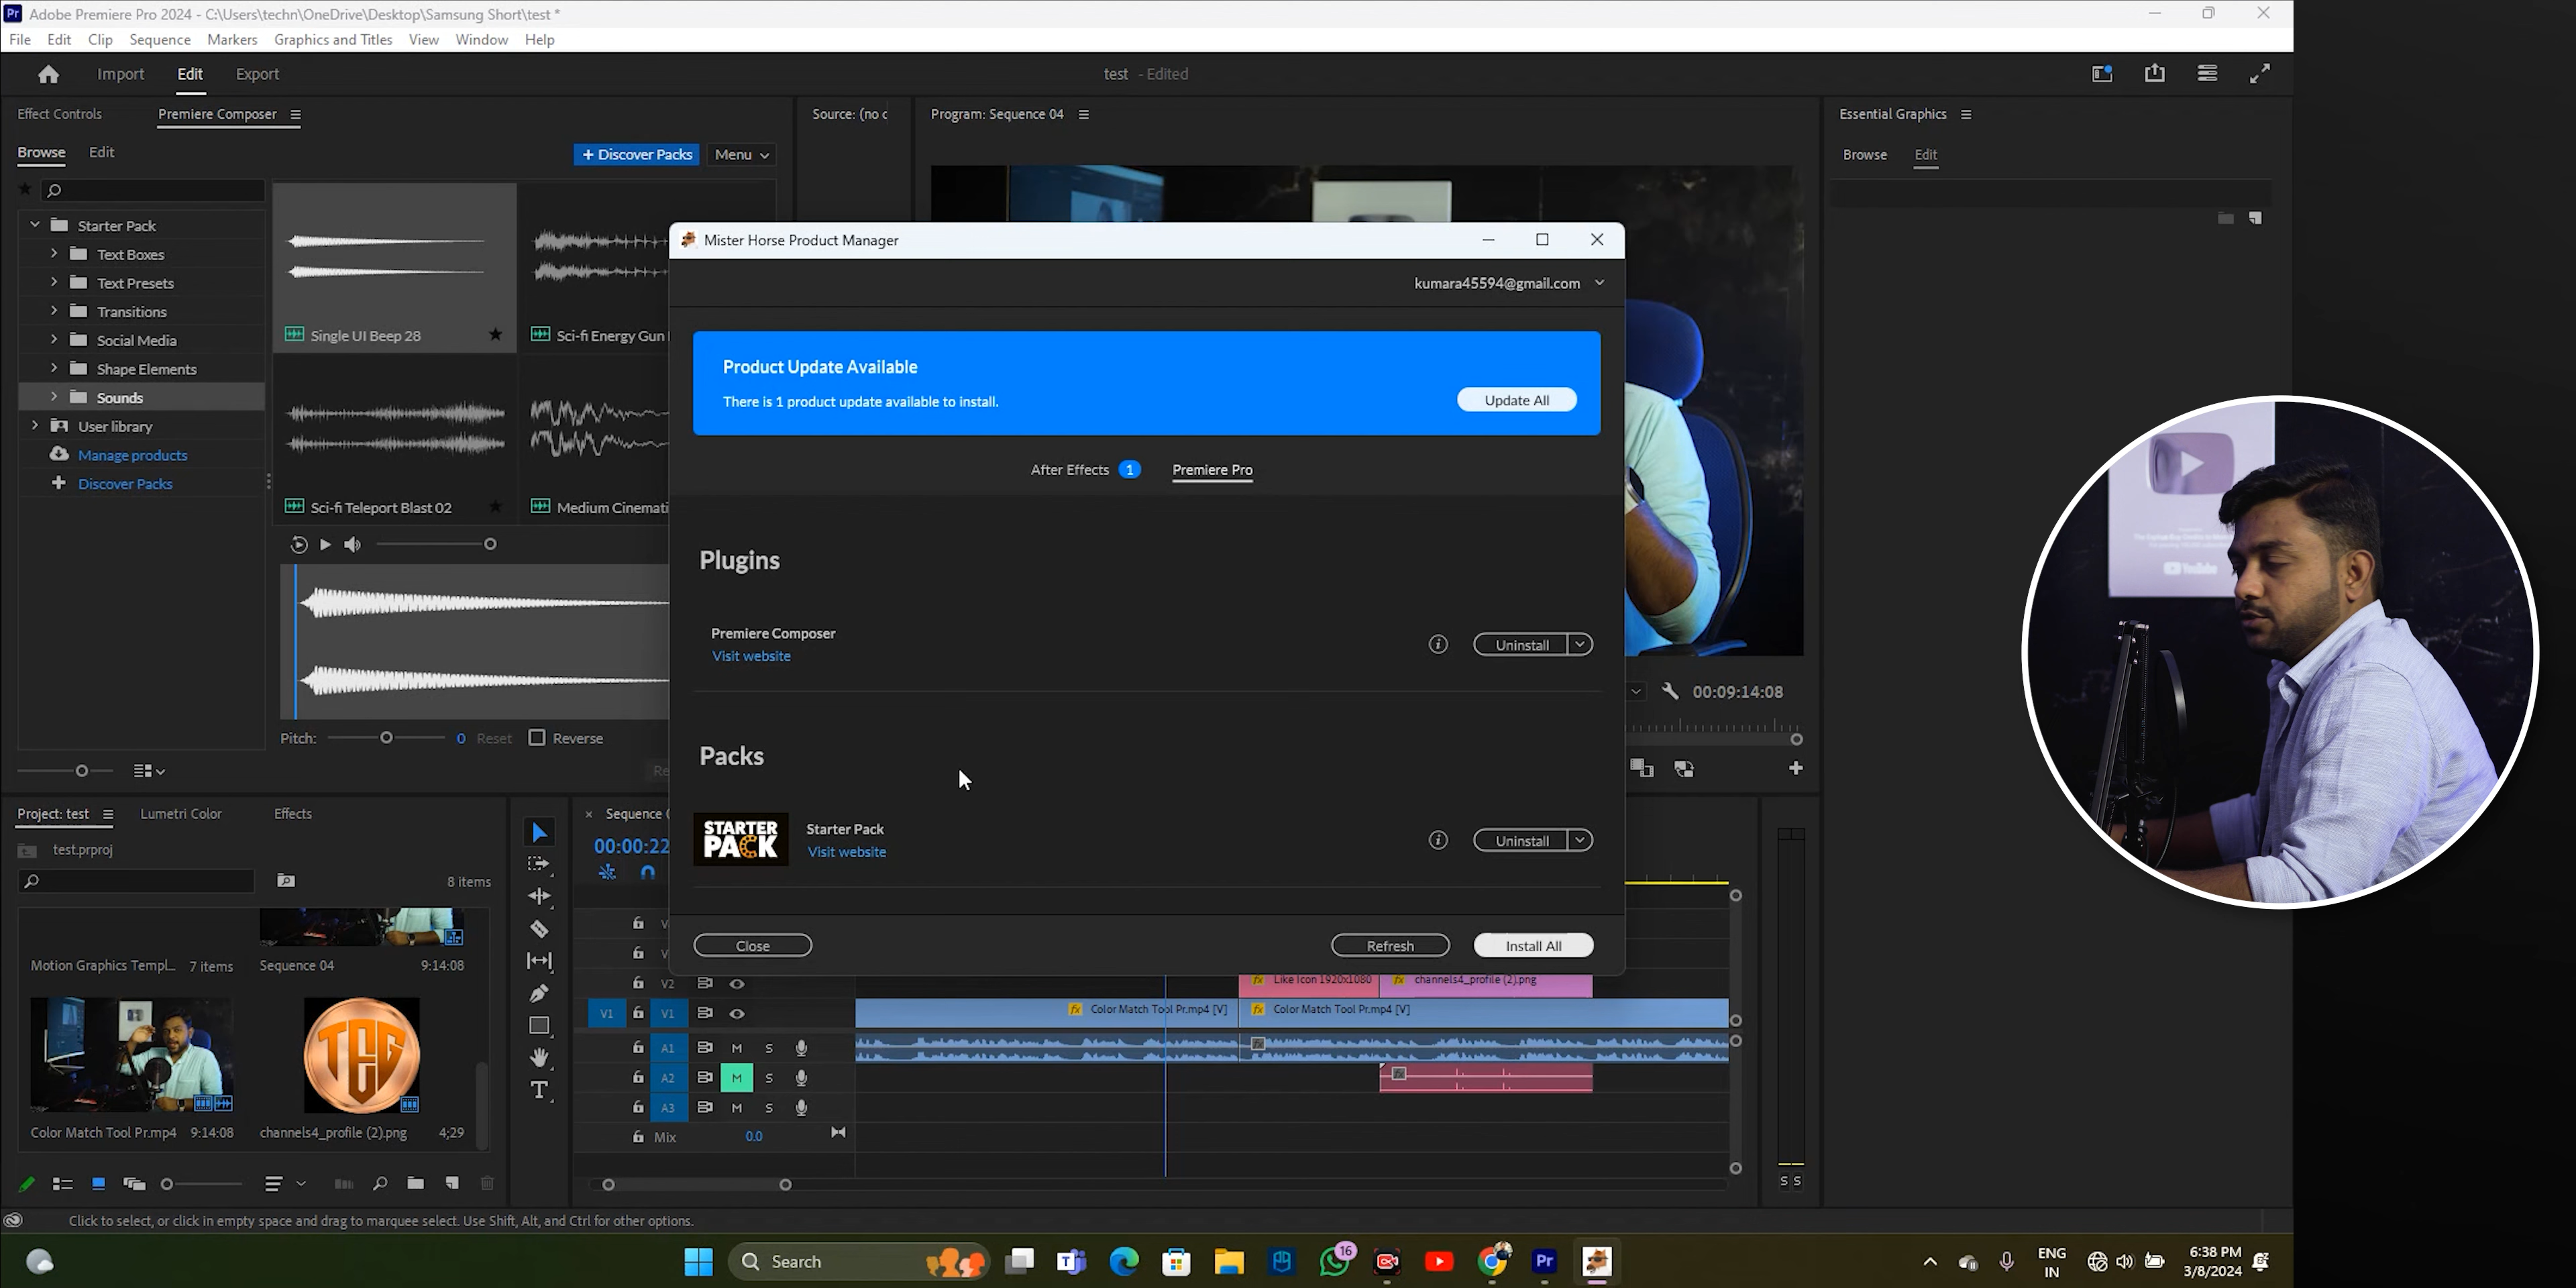 Adobe Premiere Pro 2024 - C:\Users\techn\OneDrive\Desktop\Samsung Short\test *
File Edit Clip Sequence Markers Graphics and Titles View Window Help
Import Edit Export
test - Edited
Effect Controls Premiere Composer
Source: (no c
Program: Sequence 04
Essential Graphics
Browse Edit
+ Discover Packs Menu
Browse Edit
Starter Pack
Text Boxes
Text Presets
Transitions
Social Media
Shape Elements
Sounds
User library
Manage products
Discover Packs
Single UI Beep 28
Sci-fi Energy Gun
Sci-fi Teleport Blast 02
Medium Cinemati
Pitch: 0 Reset Reverse
Re
Mister Horse Product Manager
kumara45594@gmail.com
Product Update Available
There is 1 product update available to install.
Update All
After Effects 1 Premiere Pro
Plugins
Premiere Composer
Visit website
Uninstall
Packs
STARTER
PACK
Starter Pack
Visit website
Uninstall
Close Refresh Install All
00:09:14:08
YouTube
Project: test Lumetri Color Effects
test.prproj
8 items
Motion Graphics Templ... 7 items
Sequence 04 9:14:08
TEG
Color Match Tool Pr.mp4 9:14:08
channels4_profile (2).png 4;29
Sequence
00:00:22
V
V
V2
Like Icon 1920x1080 channels4_profile (2).png
V1 V1
fx Color Match Tool Pr.mp4 [V] fx Color Match Tool Pr.mp4 [V]
A1 M S
A2 M S
A3 M S
Mix 0.0
S S
Click to select, or click in empty space and drag to marquee select. Use Shift, Alt, and Ctrl for other options.
Search
16
Pr
ENG
IN
6:38 PM
3/8/2024